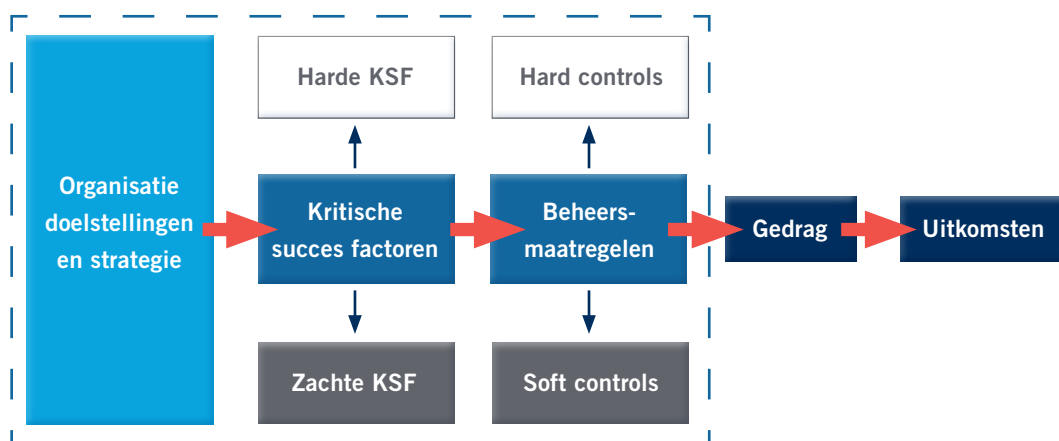 Harde KSF
Hard controls
Organisatie
doelstellingen
en strategie
Kritische
succes factoren
Beheers-
maatregelen
Gedrag
Uitkomsten
Zachte KSF
Soft controls